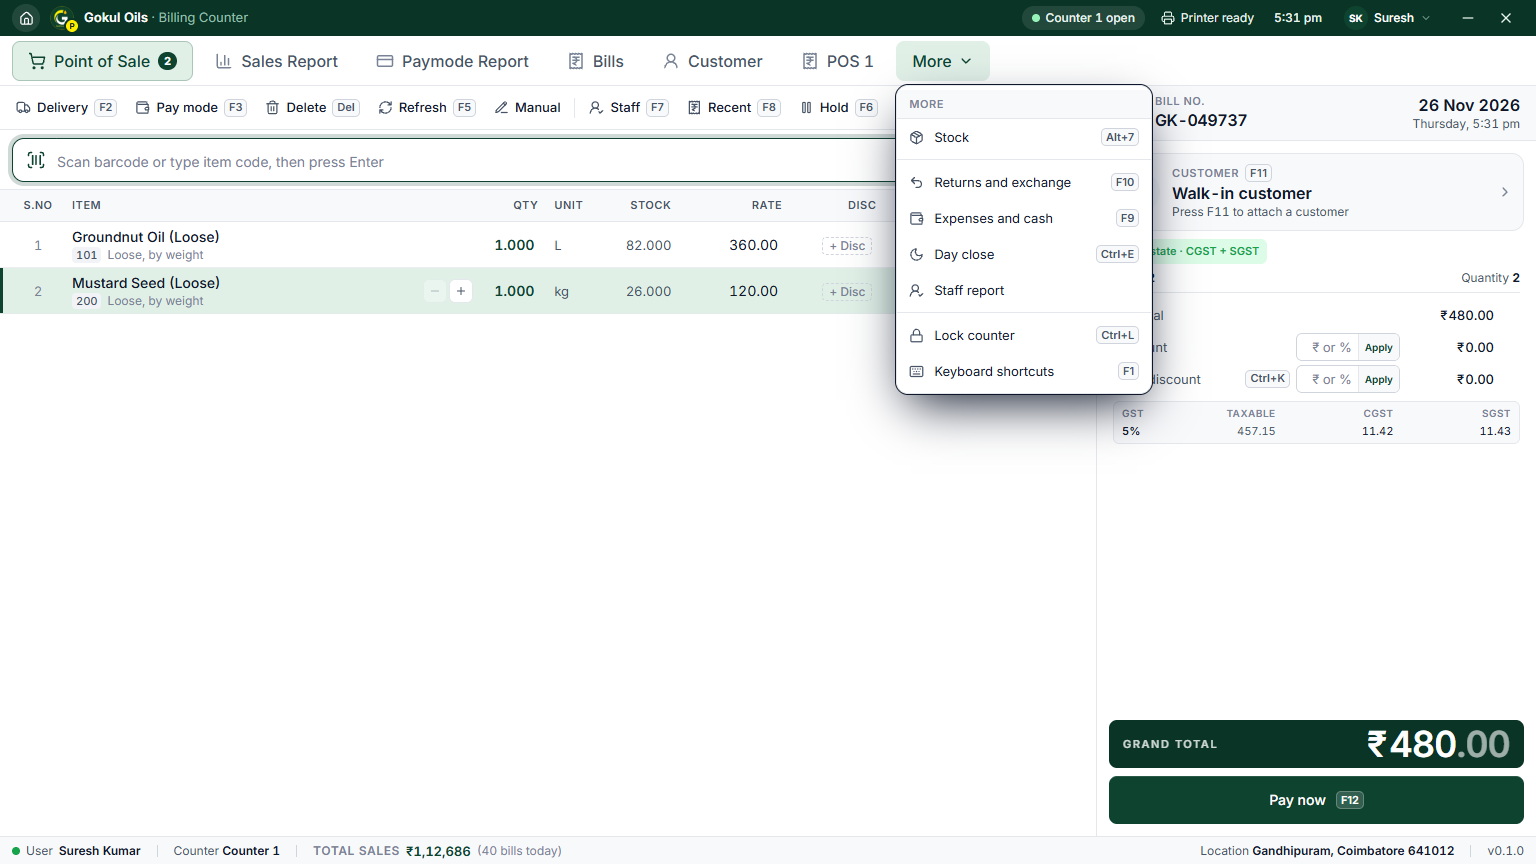 Gokul Oils · Billing Counter
Counter 1 open
Printer ready
5:31 pm
SK Suresh
P
Point of Sale 2
Sales Report
Paymode Report
Bills
Customer
POS 1
More
Delivery F2
Pay mode F3
Delete Del
Refresh F5
Manual
Staff F7
Recent F8
Hold F6
MORE
Stock Alt+7
Returns and exchange F10
Expenses and cash F9
Day close Ctrl+E
Staff report
Lock counter Ctrl+L
Keyboard shortcuts F1
BILL NO.
GK-049737
26 Nov 2026
Thursday, 5:31 pm
Scan barcode or type item code, then press Enter
S.NO ITEM QTY UNIT STOCK RATE DISC
1 Groundnut Oil (Loose) 1.000 L 82.000 360.00 + Disc
101 Loose, by weight
2 Mustard Seed (Loose) − + 1.000 kg 26.000 120.00 + Disc
200 Loose, by weight
CUSTOMER F11
Walk-in customer
Press F11 to attach a customer
state · CGST + SGST
Quantity 2
₹480.00
₹ or % Apply ₹0.00
discount Ctrl+K ₹ or % Apply ₹0.00
GST TAXABLE CGST SGST
5% 457.15 11.42 11.43
GRAND TOTAL ₹480.00
Pay now F12
User Suresh Kumar
Counter Counter 1
TOTAL SALES ₹1,12,686 (40 bills today)
Location Gandhipuram, Coimbatore 641012
v0.1.0